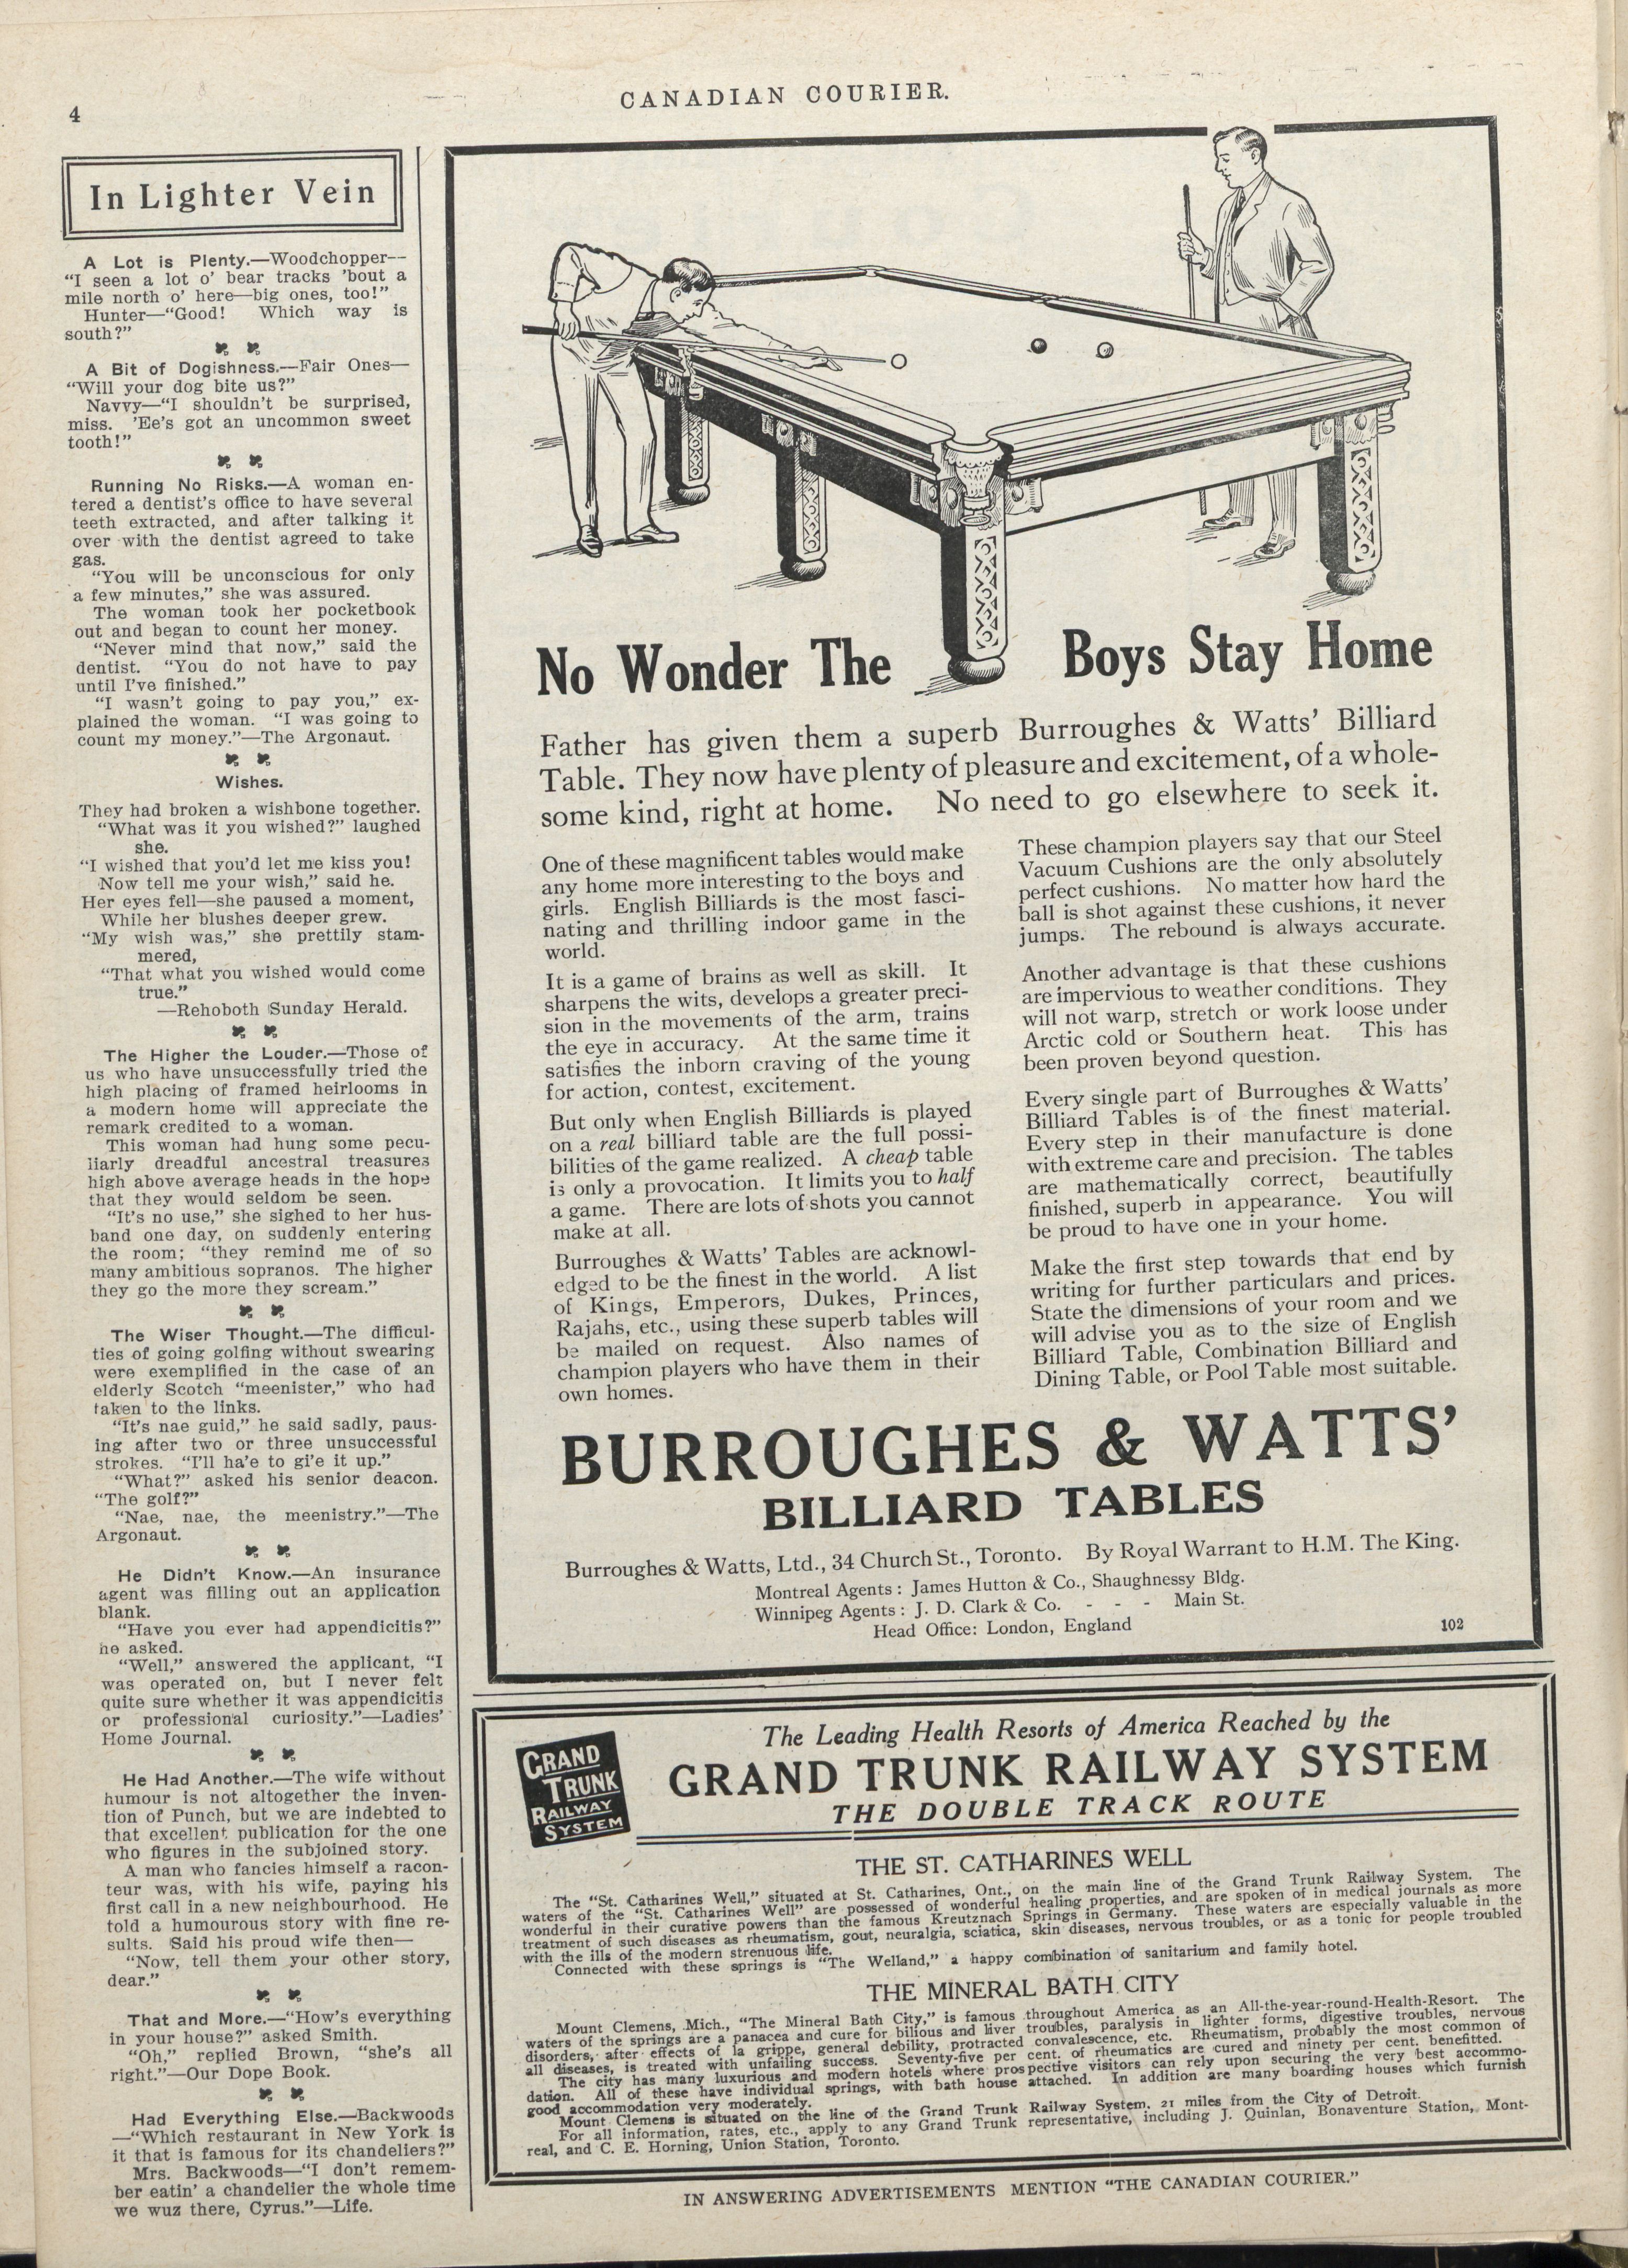 4
CANADIAN COURIER.
In Lighter Vein
A Lot is Plenty.—Woodchopper—
“I seen a lot o’ bear tracks ’bout a
mile north o’ here—big ones, too!”
Hunter—“Good! Which way is
south?”
A Bit of Dogishness.—Fair Ones—
“Will your dog bite us?”
Navvy—“I shouldn’t be surprised,
miss. ’Ee’s got an uncommon sweet
tooth!”
Running No Risks.—A woman en-
tered a dentist’s office to have several
teeth extracted, and after talking it
over with the dentist agreed to take
gas.
“You will be unconscious for only
a few minutes,” she was assured.
The woman took her pocketbook
out and began to count her money.
“Never mind that now,” said the
dentist. “You do not have to pay
until I’ve finished.”
“I wasn’t going to pay you,” ex-
plained the woman. “I was going to
count my money.”—The Argonaut.
Wishes.
They had broken a wishbone together.
“What was it you wished?” laughed
she.
“I wished that you’d let me kiss you!
Now tell me your wish,” said he.
Her eyes fell—she paused a moment,
While her blushes deeper grew.
“My wish was,” she prettily stam-
mered,
“That what you wished would come
true.”
—Rehoboth Sunday Herald.
The Higher the Louder.—Those of
us who have unsuccessfully tried the
high placing of framed heirlooms in
a modern home will appreciate the
remark credited to a woman.
This woman had hung some pecu-
liarly dreadful ancestral treasures
high above average heads in the hope
that they would seldom be seen.
“It’s no use,” she sighed to her hus-
band one day, on suddenly entering
the room; “they remind me of so
many ambitious sopranos. The higher
they go the more they scream.”
The Wiser Thought.—The difficul-
ties of going golfing without swearing
were exemplified in the case of an
elderly Scotch “meenister,” who had
taken to the links.
“It’s nae guid,” he said sadly, paus-
ing after two or three unsuccessful
strokes. “I’ll ha’e to gi’e it up.”
“What?” asked his senior deacon.
“The golf?”
“Nae, nae, the meenistry.”—The
Argonaut.
He Didn’t Know.—An insurance
agent was filling out an application
blank.
“Have you ever had appendicitis?”
he asked.
“Well,” answered the applicant, “I
was operated on, but I never felt
quite sure whether it was appendicitis
or professional curiosity.”—Ladies’
Home Journal.
He Had Another.—The wife without
humour is not altogether the inven-
tion of Punch, but we are indebted to
that excellent publication for the one
who figures in the subjoined story.
A man who fancies himself a racon-
teur was, with his wife, paying his
first call in a new neighbourhood. He
told a humourous story with fine re-
sults. Said his proud wife then—
“Now, tell them your other story,
dear.”
That and More.—“How’s everything
in your house?” asked Smith.
“Oh,” replied Brown, “she’s all
right.”—Our Dope Book.
Had Everything Else.—Backwoods
—“Which restaurant in New York is
it that is famous for its chandeliers?”
Mrs. Backwoods—“I don’t remem-
ber eatin’ a chandelier the whole time
we wuz there, Cyrus.”—Life.
No Wonder The Boys Stay Home
Father has given them a superb Burroughes & Watts’ Billiard
Table. They now have plenty of pleasure and excitement, of a whole-
some kind, right at home. No need to go elsewhere to seek it.
One of these magnificent tables would make
any home more interesting to the boys and
girls. English Billiards is the most fasci-
nating and thrilling indoor game in the
world.
It is a game of brains as well as skill. It
sharpens the wits, develops a greater preci-
sion in the movements of the arm, trains
the eye in accuracy. At the same time it
satisfies the inborn craving of the young
for action, contest, excitement.
But only when English Billiards is played
on a real billiard table are the full possi-
bilities of the game realized. A cheap table
is only a provocation. It limits you to half
a game. There are lots of shots you cannot
make at all.
Burroughes & Watts’ Tables are acknowl-
edged to be the finest in the world. A list
of Kings, Emperors, Dukes, Princes,
Rajahs, etc., using these superb tables will
be mailed on request. Also names of
champion players who have them in their
own homes.
These champion players say that our Steel
Vacuum Cushions are the only absolutely
perfect cushions. No matter how hard the
ball is shot against these cushions, it never
jumps. The rebound is always accurate.
Another advantage is that these cushions
are impervious to weather conditions. They
will not warp, stretch or work loose under
Arctic cold or Southern heat. This has
been proven beyond question.
Every single part of Burroughes & Watts’
Billiard Tables is of the finest material.
Every step in their manufacture is done
with extreme care and precision. The tables
are mathematically correct, beautifully
finished, superb in appearance. You will
be proud to have one in your home.
Make the first step towards that end by
writing for further particulars and prices.
State the dimensions of your room and we
will advise you as to the size of English
Billiard Table, Combination Billiard and
Dining Table, or Pool Table most suitable.
BURROUGHES & WATTS’
BILLIARD TABLES
Burroughes & Watts, Ltd., 34 Church St., Toronto. By Royal Warrant to H.M. The King.
Montreal Agents: James Hutton & Co., Shaughnessy Bldg.
Winnipeg Agents: J. D. Clark & Co. - - - Main St.
Head Office: London, England
102
GRAND
TRUNK
RAILWAY
SYSTEM
The Leading Health Resorts of America Reached by the
GRAND TRUNK RAILWAY SYSTEM
THE DOUBLE TRACK ROUTE
THE ST. CATHARINES WELL
The “St. Catharines Well,” situated at St. Catharines, Ont., on the main line of the Grand Trunk Railway System. The
waters of the “St. Catharines Well” are possessed of wonderful healing properties, and are spoken of in medical journals as more
wonderful in their curative powers than the famous Kreutznach Springs in Germany. These waters are especially valuable in the
treatment of such diseases as rheumatism, gout, neuralgia, sciatica, skin diseases, nervous troubles, or as a tonic for people troubled
with the ills of the modern strenuous life.
Connected with these springs is “The Welland,” a happy combination of sanitarium and family hotel.
THE MINERAL BATH CITY
Mount Clemens, Mich., “The Mineral Bath City,” is famous throughout America as an All-the-year-round-Health-Resort. The
waters of the springs are a panacea and cure for bilious and liver troubles, paralysis in lighter forms, digestive troubles, nervous
disorders, after effects of la grippe, general debility, protracted convalescence, etc. Rheumatism, probably the most common of
all diseases, is treated with unfailing success. Seventy-five per cent. of rheumatics are cured and ninety per cent. benefitted.
The city has many luxurious and modern hotels where prospective visitors can rely upon securing the very best accommo-
dation. All of these have individual springs, with bath house attached. In addition are many boarding houses which furnish
good accommodation very moderately.
Mount Clemens is situated on the line of the Grand Trunk Railway System, 21 miles from the City of Detroit.
For all information, rates, etc., apply to any Grand Trunk representative, including J. Quinlan, Bonaventure Station, Mont-
real, and C. E. Horning, Union Station, Toronto.
IN ANSWERING ADVERTISEMENTS MENTION “THE CANADIAN COURIER.”